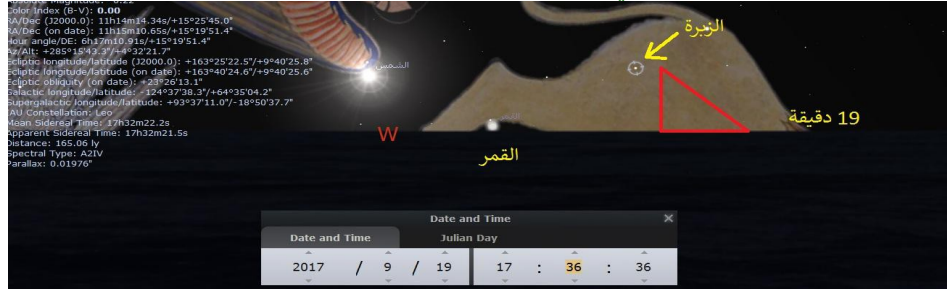 Color Index (B-V): 0.00
RA/Dec (J2000.0): 11h14m14.34s/+15°25'45.0"
RA/Dec (on date): 11h15m10.65s/+15°19'51.4"
Hour angle/DE: 6h17m10.91s/+15°19'51.4"
Az/Alt: +285°15'43.3"/+4°32'21.7"
Ecliptic longitude/latitude (J2000.0): +163°25'22.5"/+9°40'25.8"
Ecliptic longitude/latitude (on date): +163°40'24.6"/+9°40'25.6"
Ecliptic obliquity (on date): +23°26'13.1"
Galactic longitude/latitude: -124°37'38.3"/+64°35'04.2"
Supergalactic longitude/latitude: +93°37'11.0"/-18°50'37.7"
IAU Constellation: Leo
Mean Sidereal Time: 17h32m22.2s
Apparent Sidereal Time: 17h32m21.5s
Distance: 165.06 ly
Spectral Type: A2IV
Parallax: 0.01976"
الزبرة
الشمس
19 دقيقة
W
القمر
Date and Time
Date and Time Julian Day
2017 / 9 / 19 17 : 36 : 36